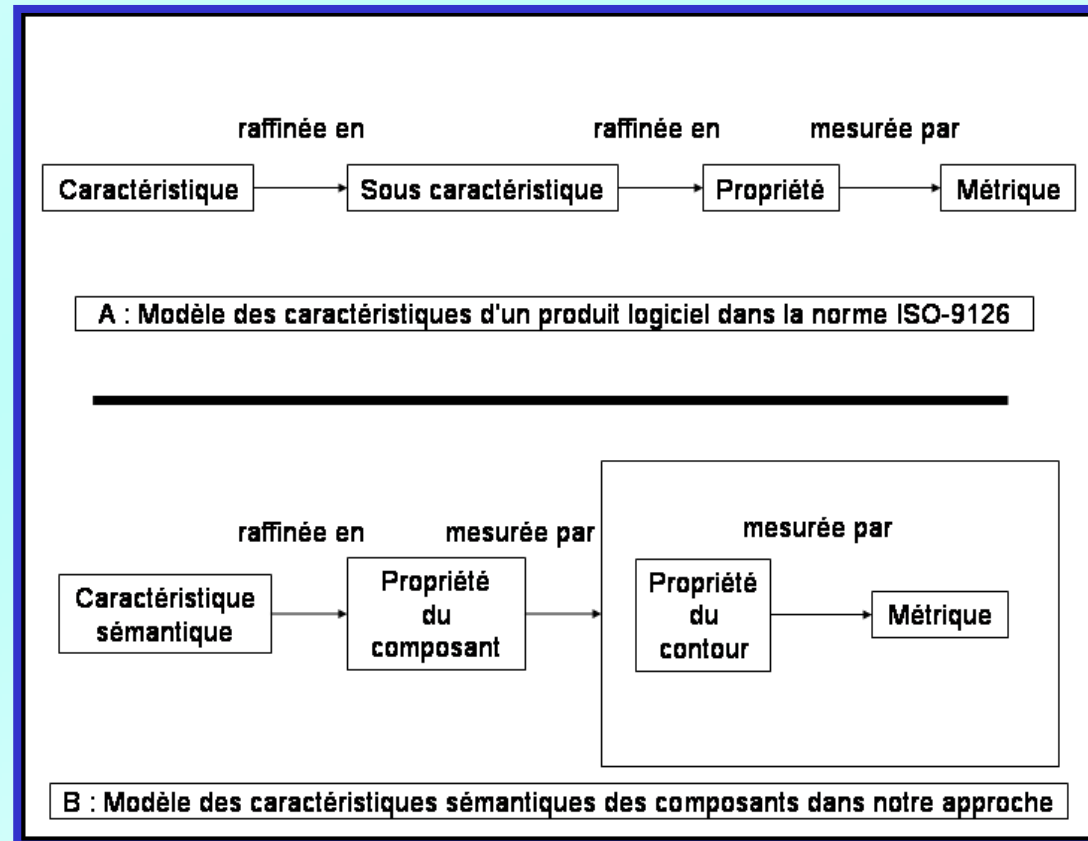 raffinée en raffinée en mesurée par
Caractéristique Sous caractéristique Propriété Métrique
A : Modèle des caractéristiques d'un produit logiciel dans la norme ISO-9126
raffinée en mesurée par mesurée par
Caractéristique
sémantique
Propriété
du
composant
Propriété
du
contour
Métrique
B : Modèle des caractéristiques sémantiques des composants dans notre approche